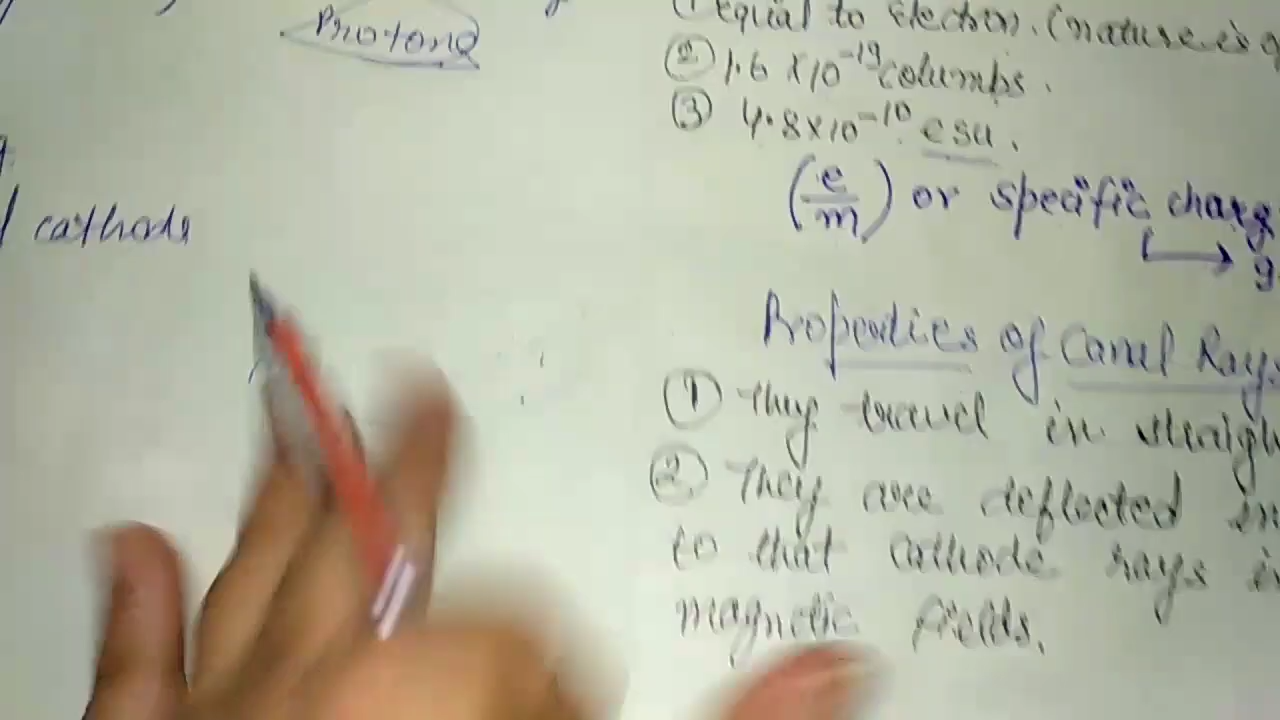 Protons
cathode
① equal to electron. (nature is
② 1.6 x 10⁻¹⁹ columbs.
③ 4.8x10⁻¹⁰ esu.
(e/m) or specific charg
Properties of Canal Rays
① They travel in straigh
② They are deflected in
to that cathode rays i
magnetic fields.